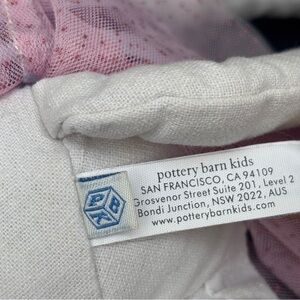 pottery barn kids
SAN FRANCISCO, CA 94109
Grosvenor Street Suite 201, Level 2
Bondi Junction, NSW 2022, AUS
www.potterybarnkids.com
P B K